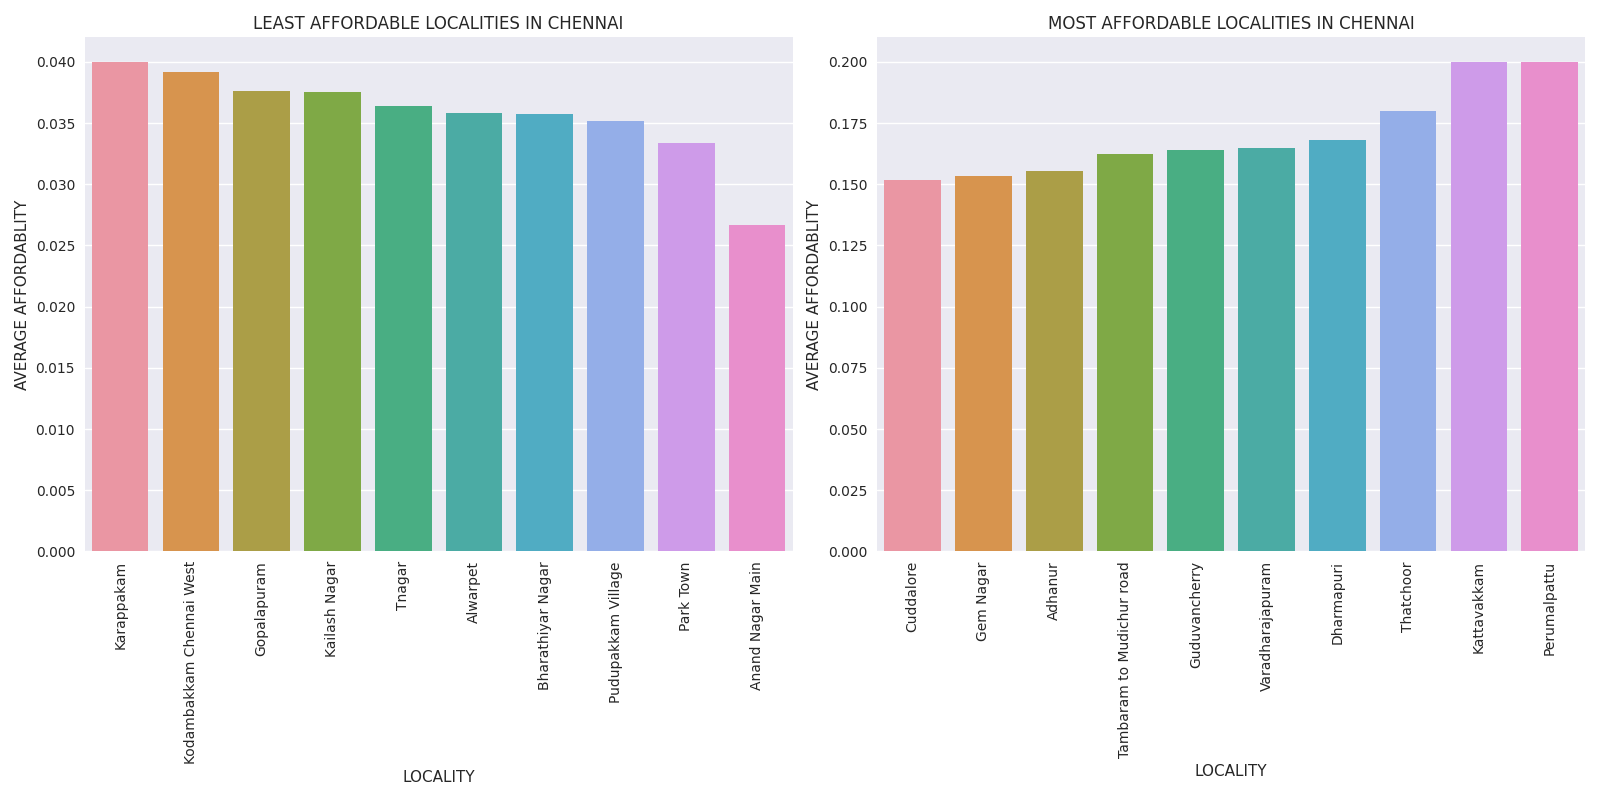 LEAST AFFORDABLE LOCALITIES IN CHENNAI
AVERAGE AFFORDABLITY
0.040
0.035
0.030
0.025
0.020
0.015
0.010
0.005
0.000
Karappakam
Kodambakkam Chennai West
Gopalapuram
Kailash Nagar
Tnagar
Alwarpet
Bharathiyar Nagar
Pudupakkam Village
Park Town
Anand Nagar Main
LOCALITY
MOST AFFORDABLE LOCALITIES IN CHENNAI
AVERAGE AFFORDABLITY
0.200
0.175
0.150
0.125
0.100
0.075
0.050
0.025
0.000
Cuddalore
Gem Nagar
Adhanur
Tambaram to Mudichur road
Guduvancherry
Varadharajapuram
Dharmapuri
Thatchoor
Kattavakkam
Perumalpattu
LOCALITY